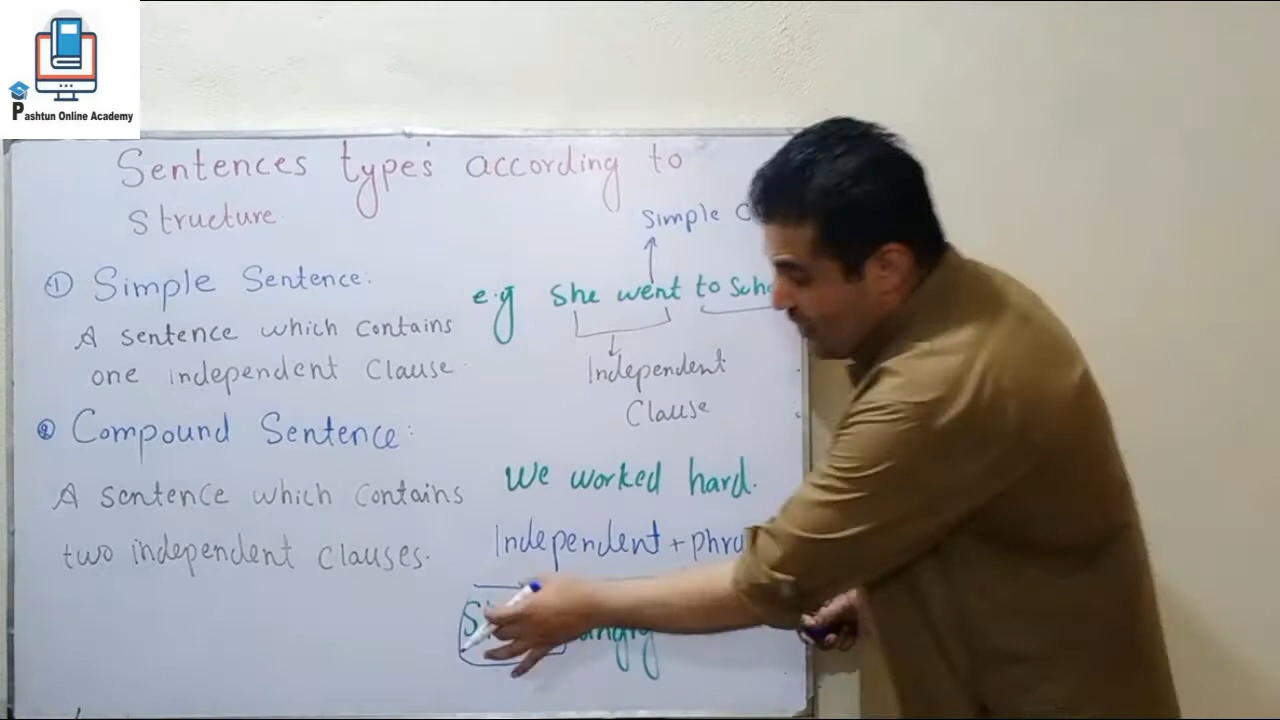 Pashtun Online Academy
Sentences types according to
Structure.
① Simple Sentence:
A sentence which contains
one independent Clause.
② Compound Sentence:
A sentence which contains
two independent clauses.
Simple
e.g She went to
Independent
Clause
We worked hard.
Independent +
angry